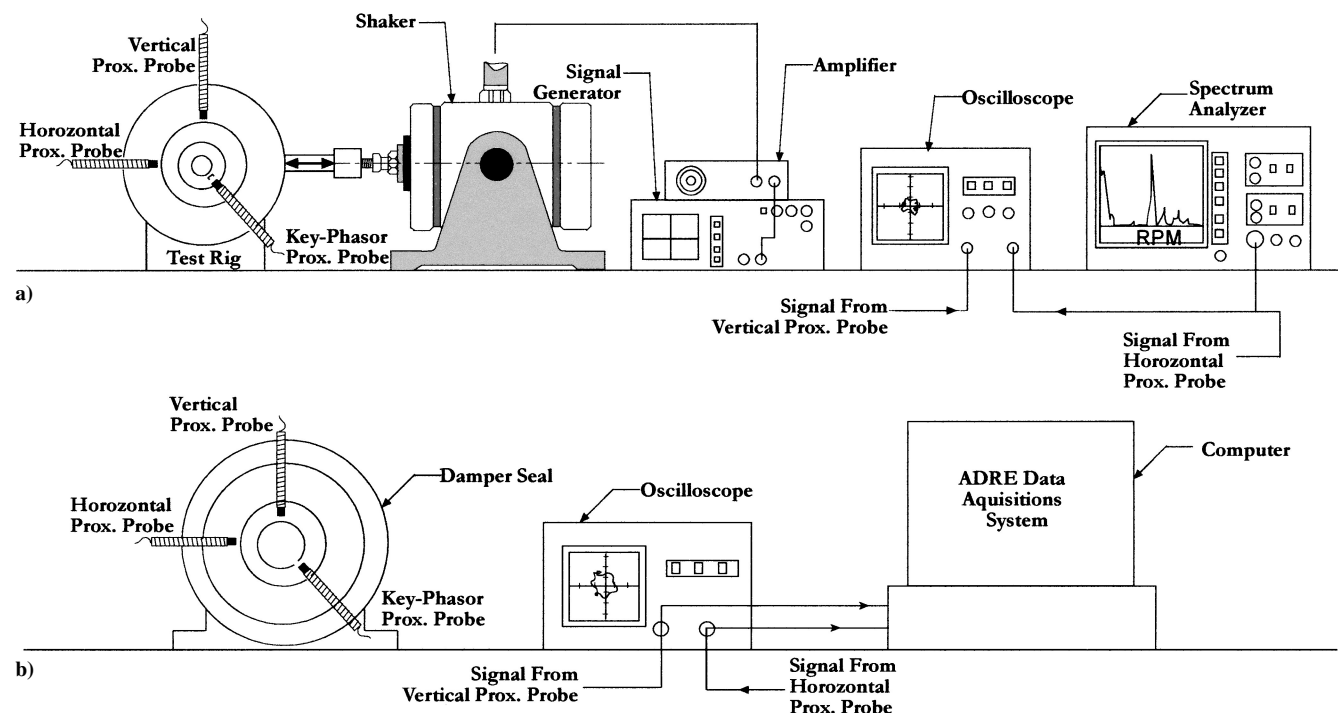 Shaker
Vertical
Prox. Probe
Signal
Generator
Amplifier
Oscilloscope
Spectrum
Analyzer
Horozontal
Prox. Probe
Key-Phasor
Prox. Probe
Test Rig
RPM
a)
Signal From
Vertical Prox. Probe
Signal From
Horozontal
Prox. Probe
Vertical
Prox. Probe
Damper Seal
Oscilloscope
Computer
ADRE Data
Aquisitions
System
Horozontal
Prox. Probe
Key-Phasor
Prox. Probe
b)
Signal From
Vertical Prox. Probe
Signal From
Horozontal
Prox. Probe